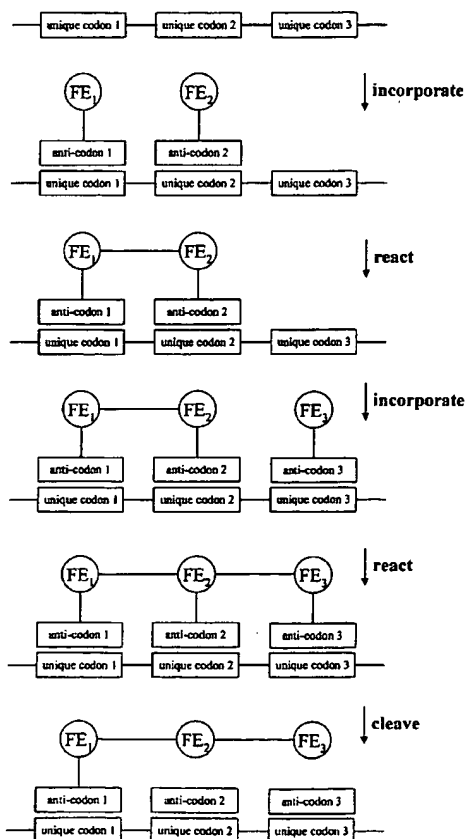 unique codon 1 unique codon 2 unique codon 3
incorporate
FE1 FE2
anti-codon 1 anti-codon 2
unique codon 1 unique codon 2 unique codon 3
react
FE1 FE2
anti-codon 1 anti-codon 2
unique codon 1 unique codon 2 unique codon 3
incorporate
FE1 FE2 FE3
anti-codon 1 anti-codon 2 anti-codon 3
unique codon 1 unique codon 2 unique codon 3
react
FE1 FE2 FE3
anti-codon 1 anti-codon 2 anti-codon 3
unique codon 1 unique codon 2 unique codon 3
cleave
FE1 FE2 FE3
anti-codon 1 anti-codon 2 anti-codon 3
unique codon 1 unique codon 2 unique codon 3